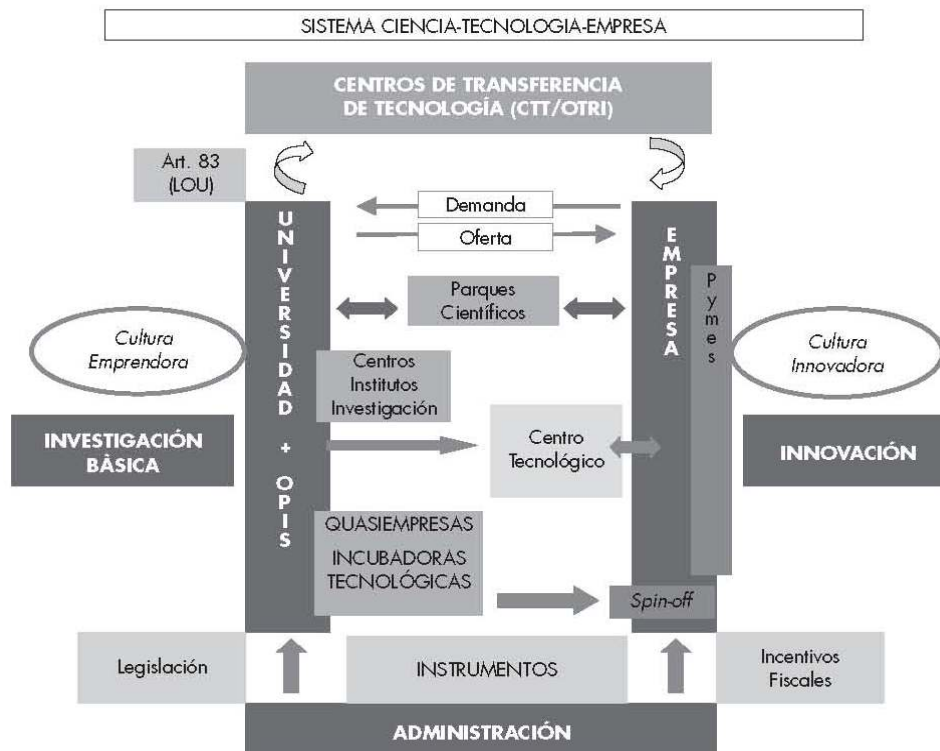 SISTEMA CIENCIA-TECNOLOGIA-EMPRESA
CENTROS DE TRANSFERENCIA
DE TECNOLOGÍA (CTT/OTRI)
Art. 83
(LOU)
Demanda
Oferta
UNIVERSIDAD + OPIS
EMPRESA
Pymes
Parques
Científicos
Cultura
Emprendora
Centros
Institutos
Investigación
Cultura
Innovadora
INVESTIGACIÓN
BÀSICA
Centro
Tecnológico
INNOVACIÓN
QUASIEMPRESAS
INCUBADORAS
TECNOLÓGICAS
Spin-off
Legislación
INSTRUMENTOS
Incentivos
Fiscales
ADMINISTRACIÓN